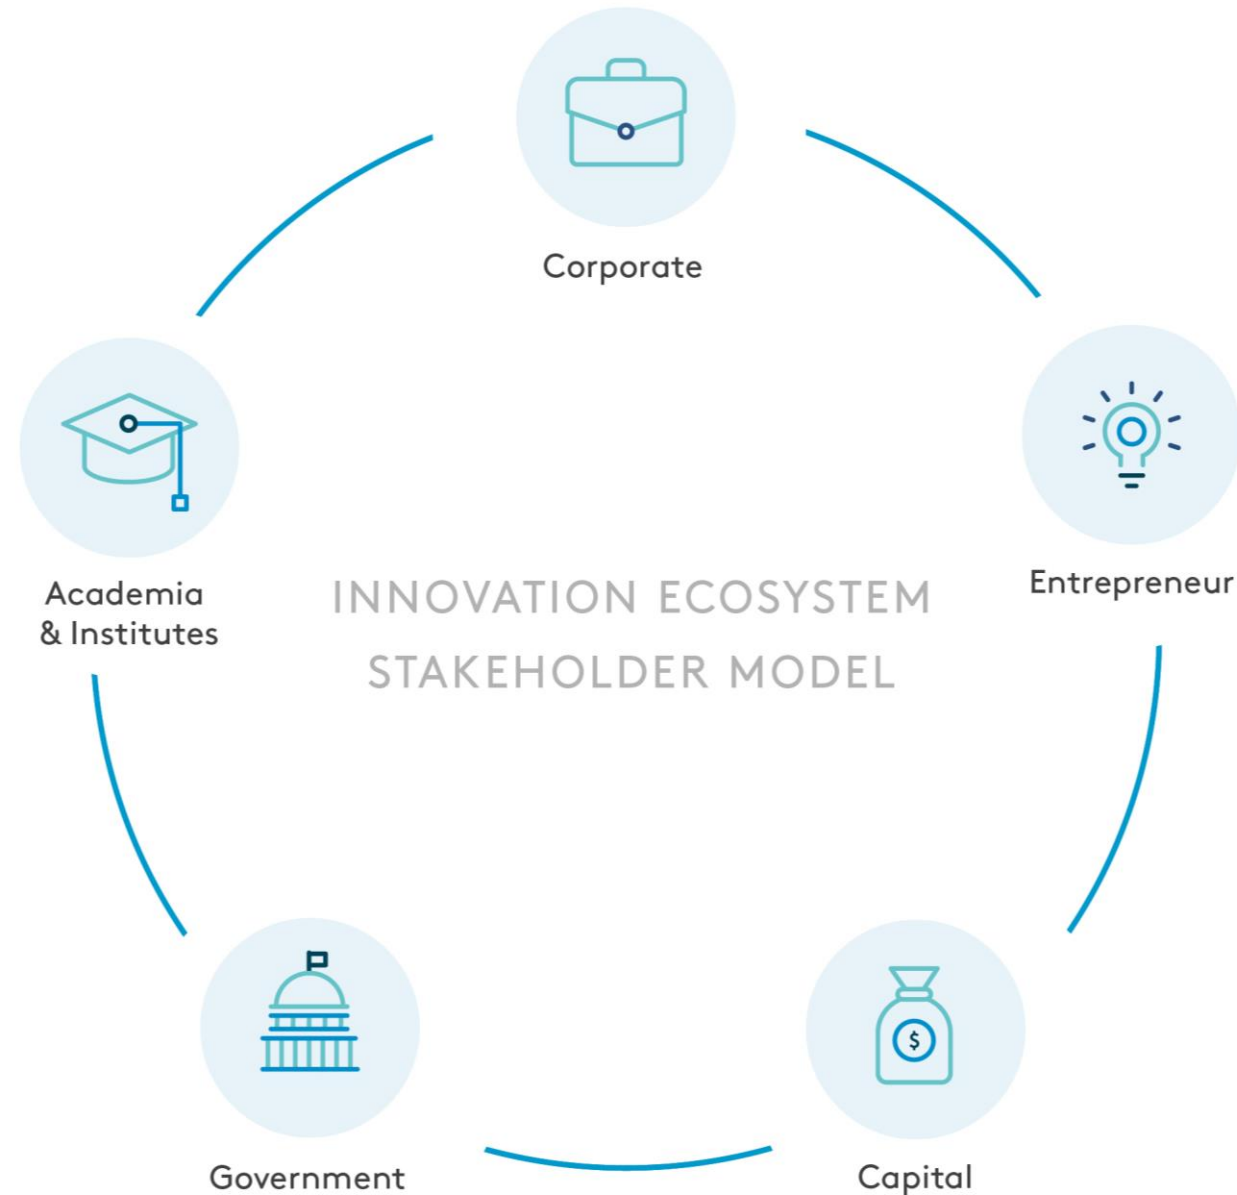 Corporate
Entrepreneur
Academia
& Institutes
INNOVATION ECOSYSTEM
STAKEHOLDER MODEL
$
Government
Capital